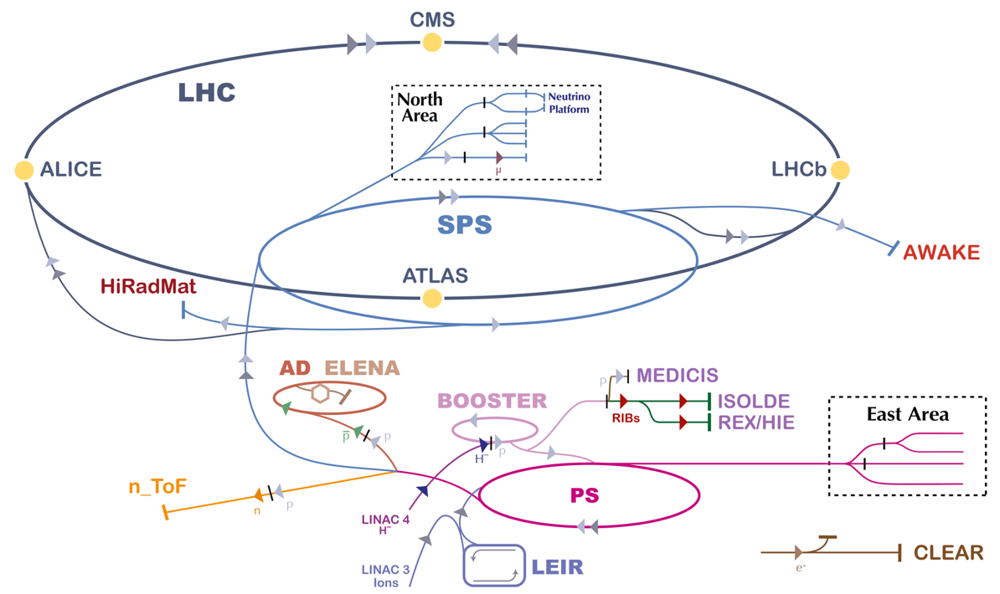 CMS
LHC
North
Area
Neutrino
Platform
μ
ALICE
LHCb
SPS
AWAKE
ATLAS
HiRadMat
AD ELENA
p̅
p
BOOSTER
H⁻
p
p
MEDICIS
RIBs
ISOLDE
REX/HIE
East Area
n_ToF
n
p
PS
LINAC 4
H⁻
LINAC 3
Ions
LEIR
e⁻
CLEAR